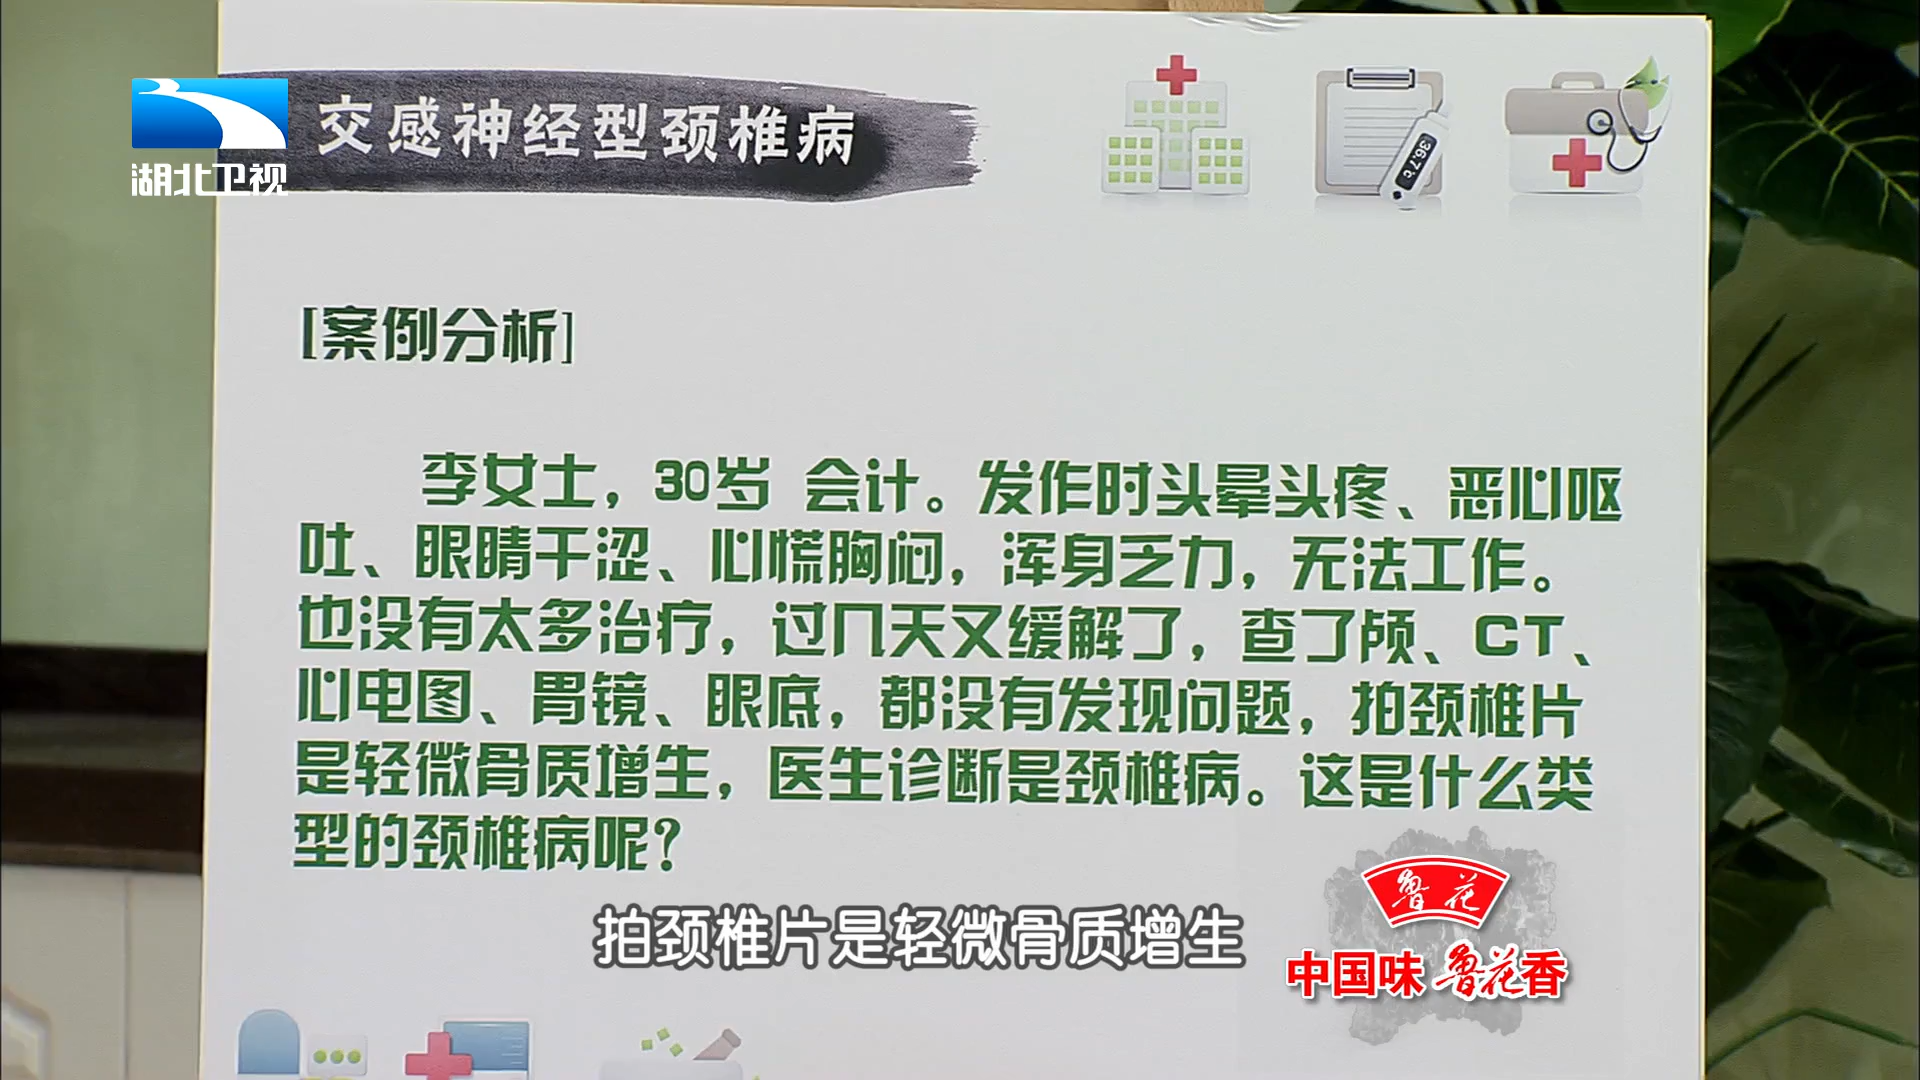 湖北卫视
交感神经型颈椎病
36.7℃
[案例分析]
李女士，30岁 会计。发作时头晕头疼、恶心呕
吐、眼睛干涩、心慌胸闷，浑身乏力，无法工作。
也没有太多治疗，过几天又缓解了，查了颅、CT、
心电图、胃镜、眼底，都没有发现问题，拍颈椎片
是轻微骨质增生，医生诊断是颈椎病。这是什么类
型的颈椎病呢？
拍颈椎片是轻微骨质增生
鲁花
中国味 鲁花香